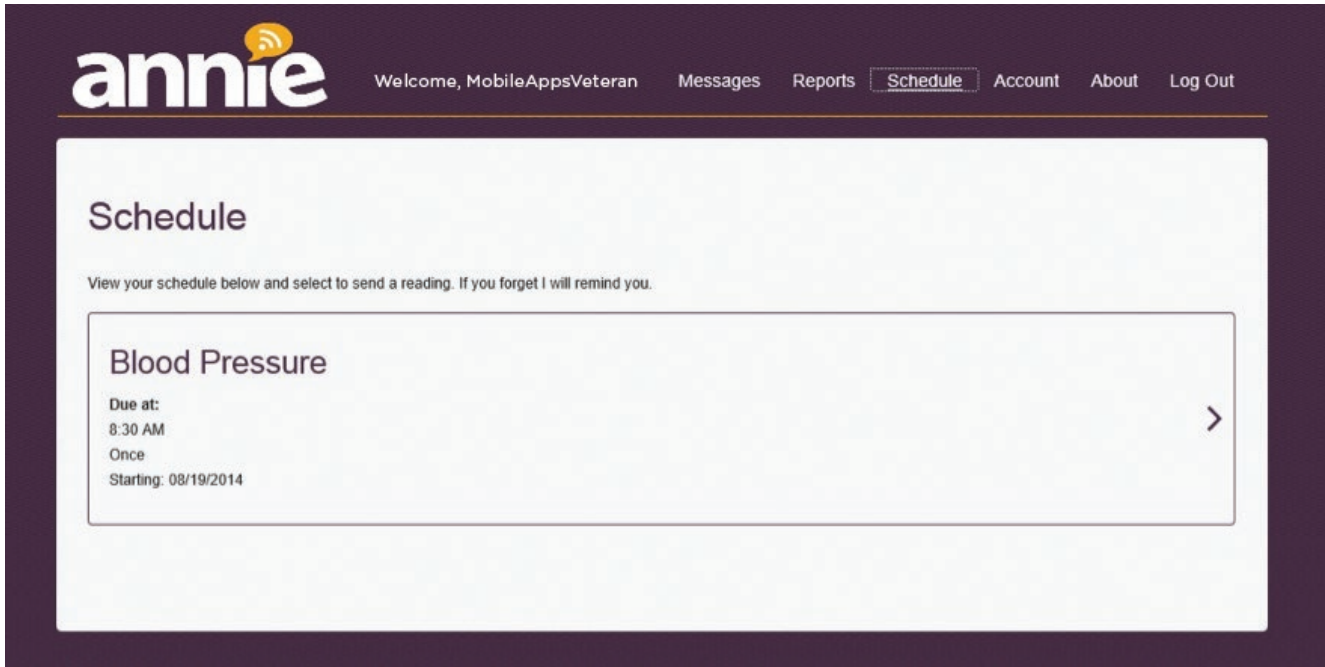 annie
Welcome, MobileAppsVeteran Messages Reports Schedule Account About Log Out
Schedule
View your schedule below and select to send a reading. If you forget I will remind you.
Blood Pressure
Due at:
8:30 AM
Once
Starting: 08/19/2014